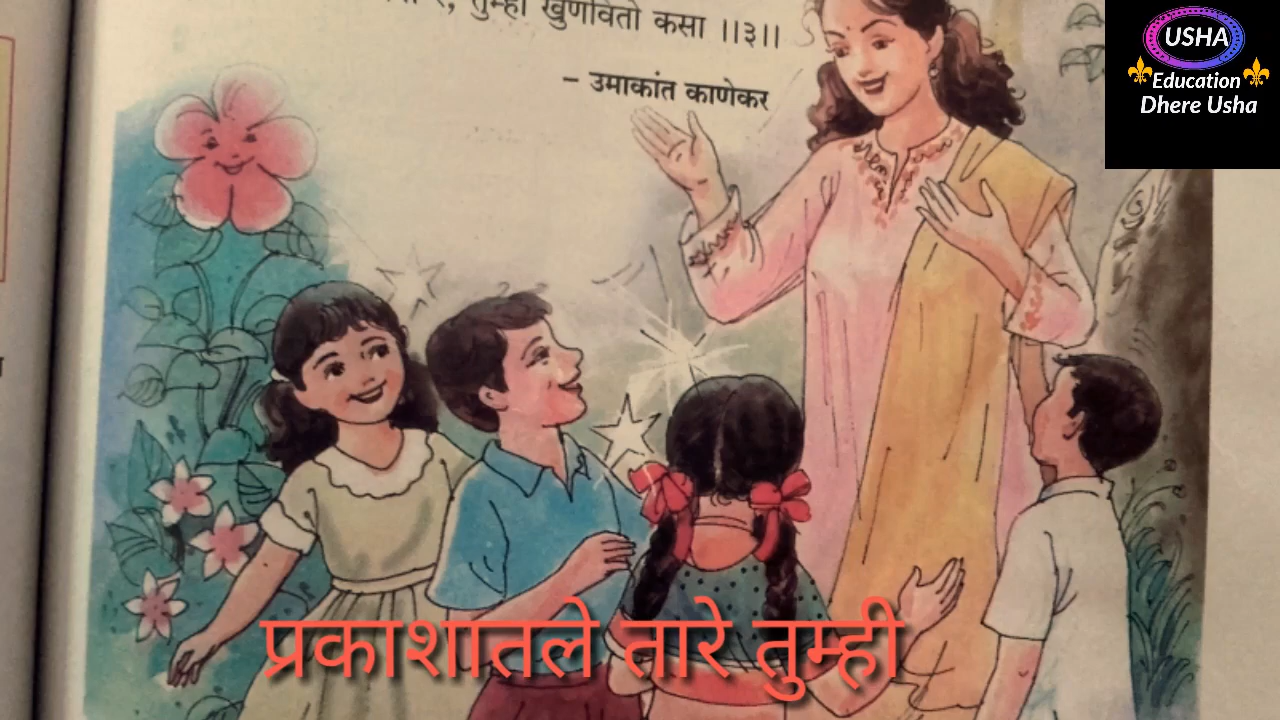 तुम्ही खुणवितो कसा ।।३।।
– उमाकांत काणेकर
USHA
Education
Dhere Usha
प्रकाशातले तारे तुम्ही